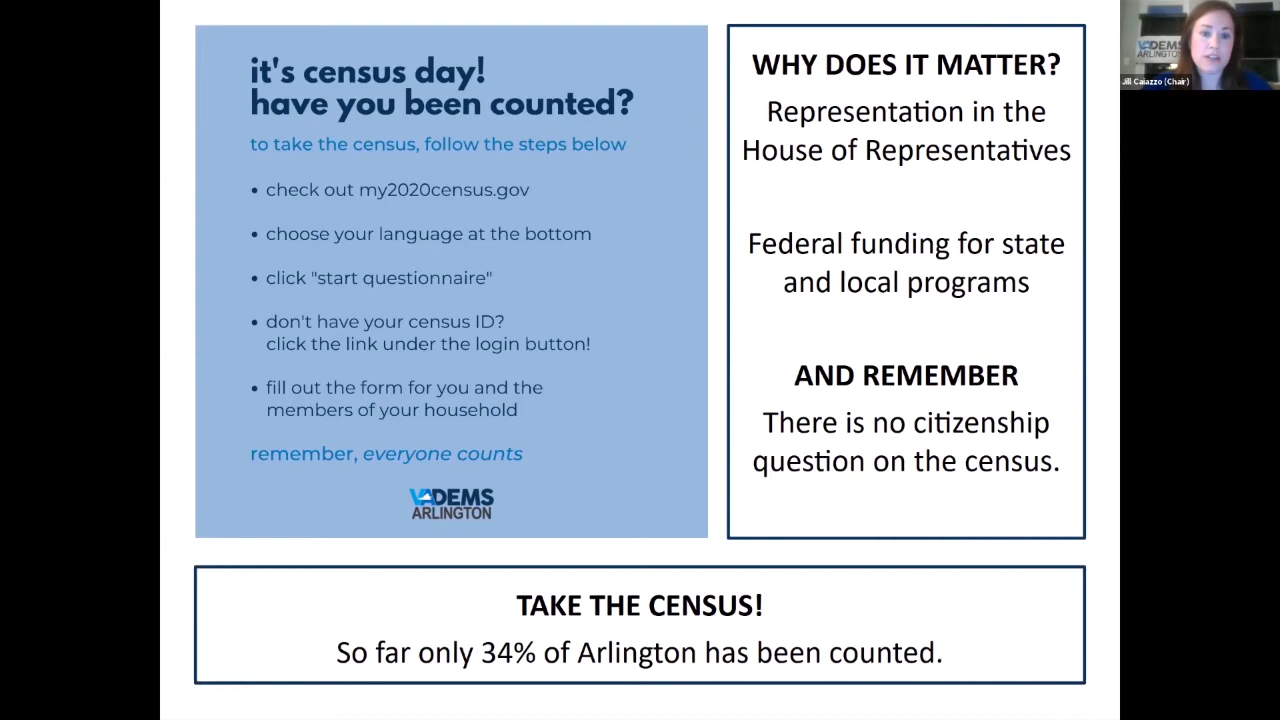 it's census day!
have you been counted?
to take the census, follow the steps below
• check out my2020census.gov
• choose your language at the bottom
• click "start questionnaire"
• don't have your census ID?
click the link under the login button!
• fill out the form for you and the
members of your household
remember, everyone counts
VADEMS
ARLINGTON
WHY DOES IT MATTER?
Representation in the
House of Representatives
Federal funding for state
and local programs
AND REMEMBER
There is no citizenship
question on the census.
TAKE THE CENSUS!
So far only 34% of Arlington has been counted.
VADEMS
ARLINGTON
Jill Caiazzo (Chair)